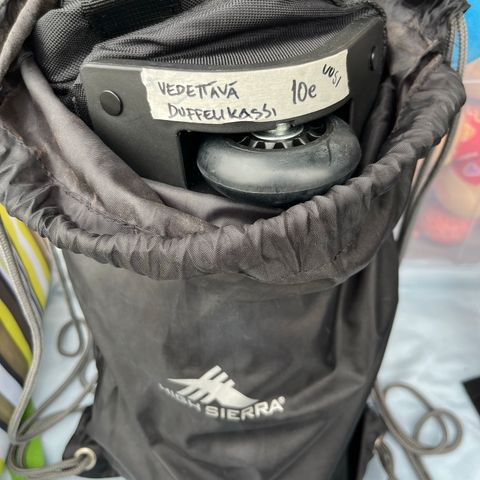 VEDETTÄVÄ
DUFFELIKASSI
10e
HIGH SIERRA®